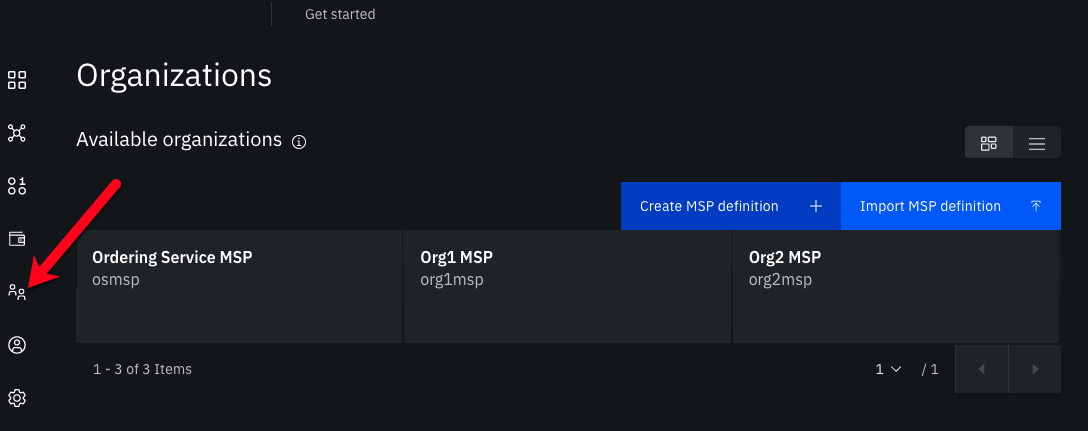 Get started
Organizations
Available organizations
Create MSP definition
Import MSP definition
Ordering Service MSP
osmsp
Org1 MSP
org1msp
Org2 MSP
org2msp
1 - 3 of 3 Items
1
/ 1